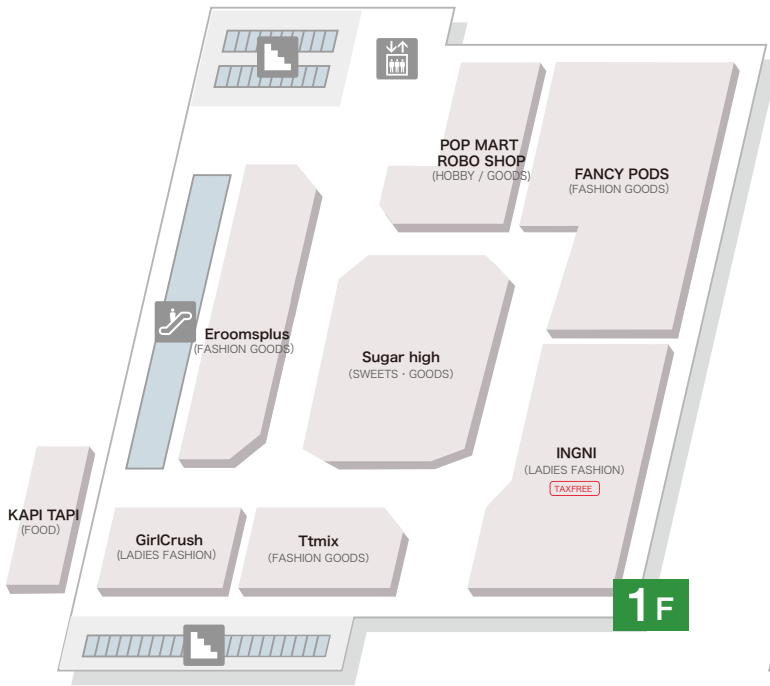 POP MART
ROBO SHOP
(HOBBY / GOODS)
FANCY PODS
(FASHION GOODS)
Eroomsplus
(FASHION GOODS)
Sugar high
(SWEETS・GOODS)
INGNI
(LADIES FASHION)
TAXFREE
KAPI TAPI
(FOOD)
GirlCrush
(LADIES FASHION)
Ttmix
(FASHION GOODS)
1F